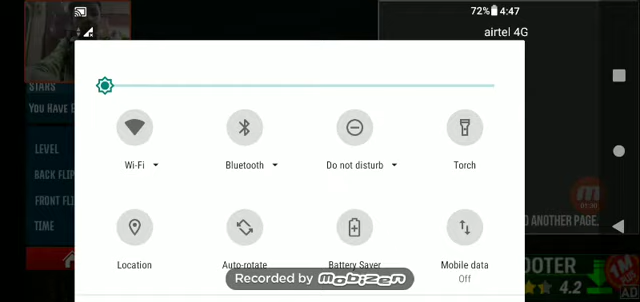 72% 4:47
airtel 4G
STARS
YOU HAVE
Wi-Fi
Bluetooth
Do not disturb
Torch
LEVEL
BACK FLIP
FRONT FLI
TIME
01:30
D ANOTHER PAGE.
Location
Auto-rotate
Battery Saver
Mobile data
Off
Recorded by mobizen
OOTER
4.2
AD